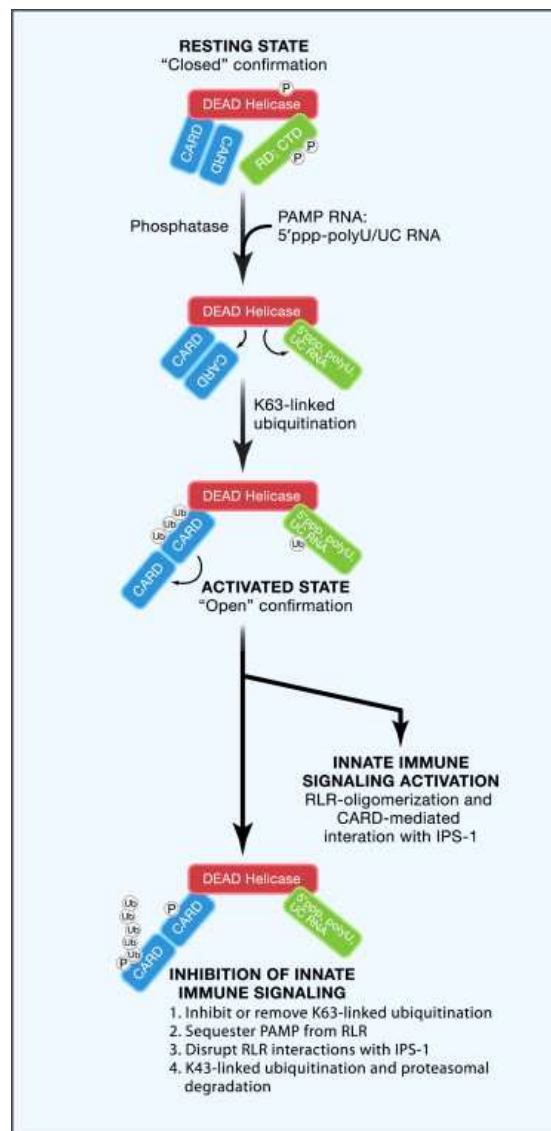 RESTING STATE
“Closed” confirmation
P
DEAD Helicase
CARD
CARD
RD; CTD
P
P
Phosphatase
PAMP RNA:
5'ppp-polyU/UC RNA
DEAD Helicase
CARD
CARD
5'ppp, polyU,
UC RNA
K63-linked
ubiquitination
DEAD Helicase
Ub
Ub
Ub
CARD
CARD
5'ppp, polyU,
UC RNA
Ub
ACTIVATED STATE
“Open” confirmation
INNATE IMMUNE
SIGNALING ACTIVATION
RLR-oligomerization and
CARD-mediated
interation with IPS-1
DEAD Helicase
Ub
Ub
Ub
Ub
Ub
P
P
CARD
CARD
5'ppp, polyU,
UC RNA
INHIBITION OF INNATE
IMMUNE SIGNALING
1. Inhibit or remove K63-linked ubiquitination
2. Sequester PAMP from RLR
3. Disrupt RLR interactions with IPS-1
4. K43-linked ubiquitination and proteasomal
degradation